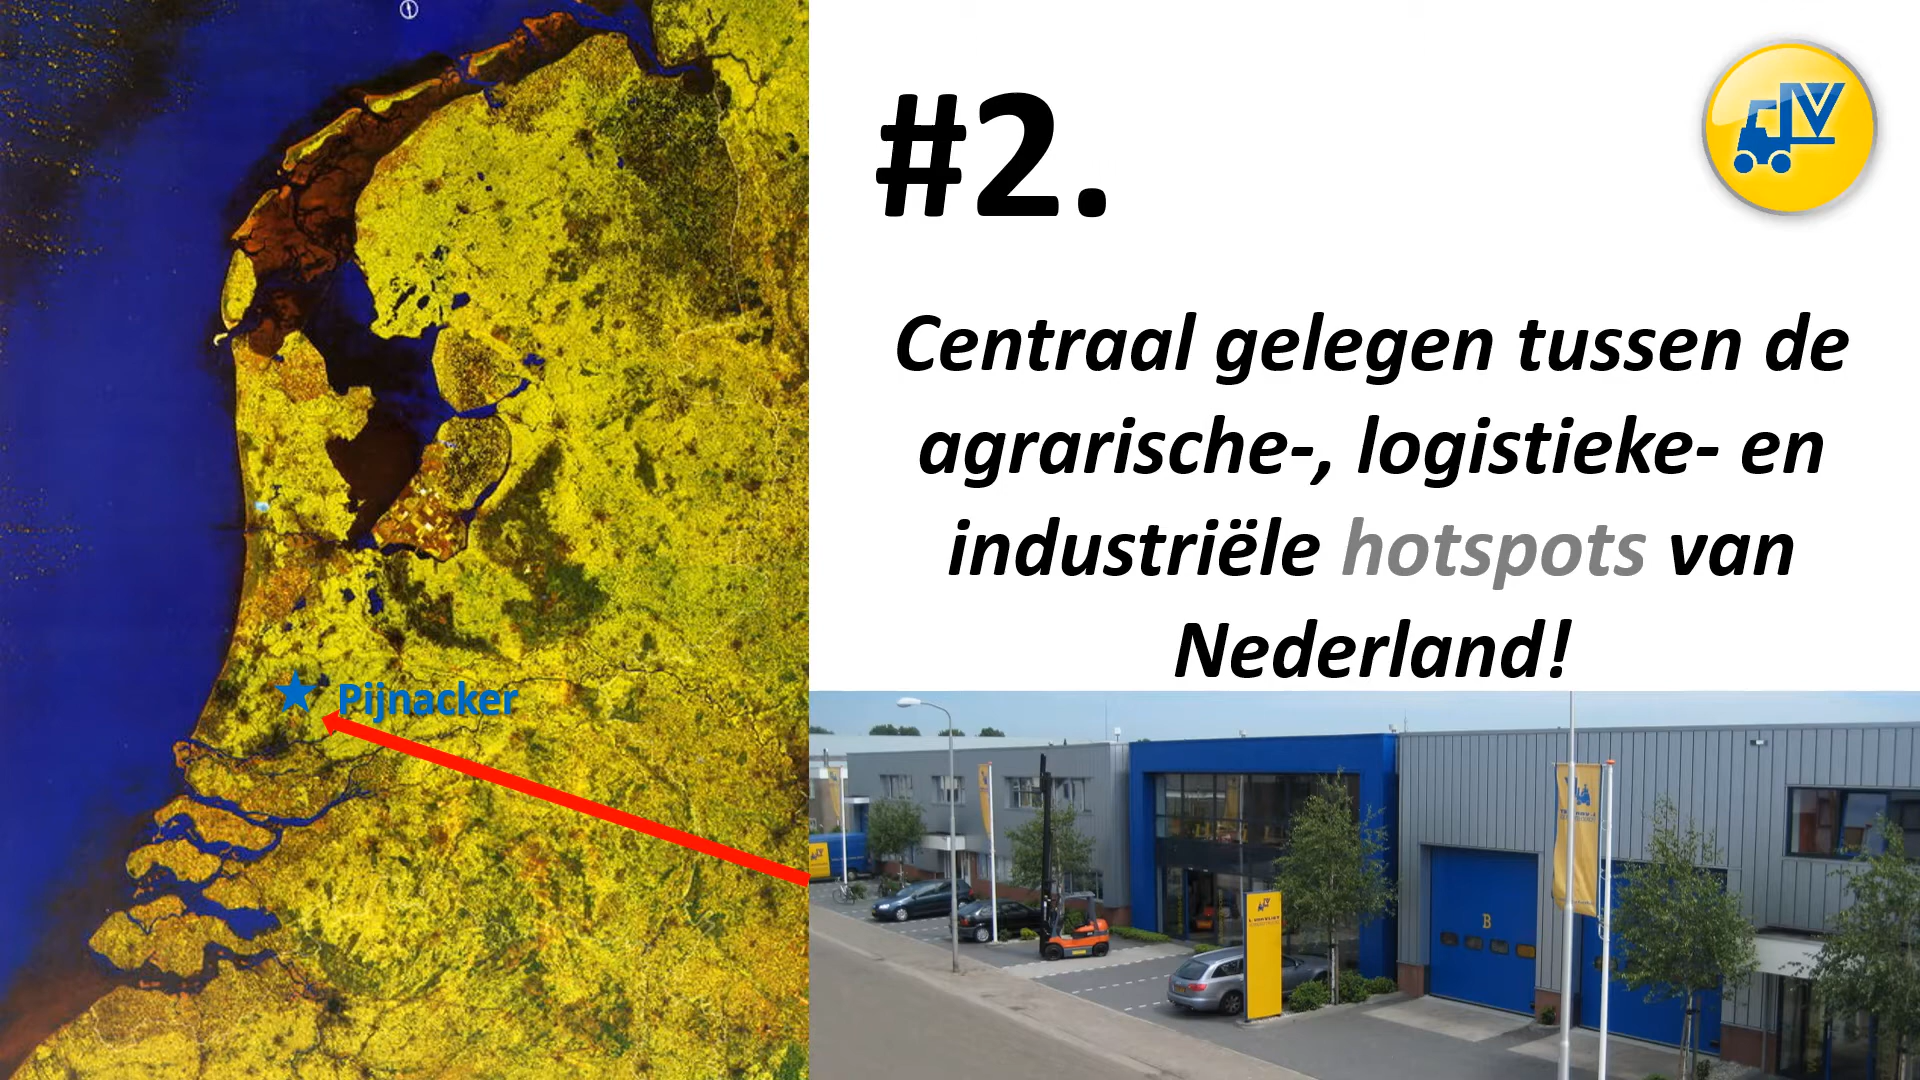 #2.
Centraal gelegen tussen de
agrarische-, logistieke- en
industriële hotspots van
Nederland!
Pijnacker
B